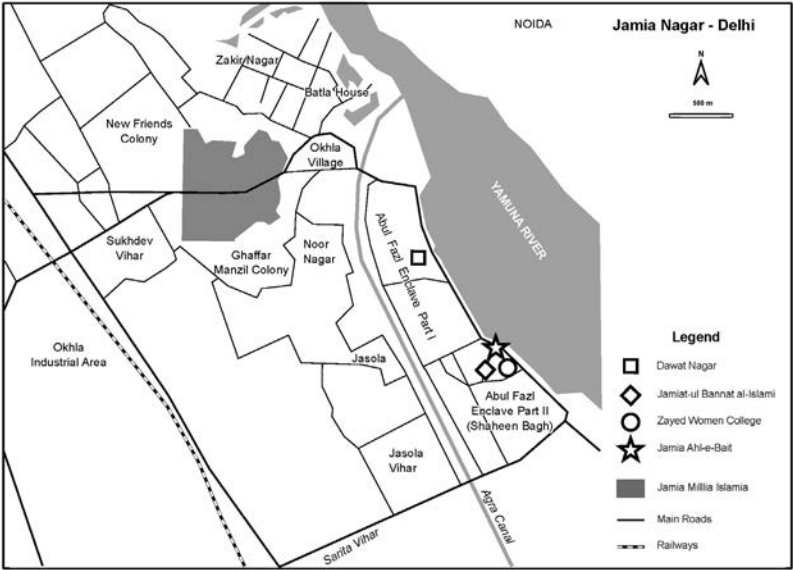 NOIDA
Jamia Nagar - Delhi
N
500 m
Zakir Nagar
Batla House
New Friends
Colony
Okhla
Village
YAMUNA RIVER
Abul Fazl Enclave Part I
Sukhdev
Vihar
Ghaffar
Manzil Colony
Noor
Nagar
Okhla
Industrial Area
Jasola
Abul Fazl
Enclave Part II
(Shaheen Bagh)
Jasola
Vihar
Agra Canal
Sarita Vihar
Legend
Dawat Nagar
Jamiat-ul Bannat al-Islami
Zayed Women College
Jamia Ahl-e-Bait
Jamia Milllia Islamia
Main Roads
Railways